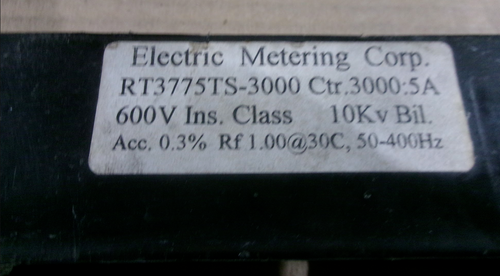 Electric Metering Corp.
RT3775TS-3000 Ctr.3000:5A
600V Ins. Class 10Kv Bil.
Acc. 0.3% Rf 1.00@30C, 50-400Hz